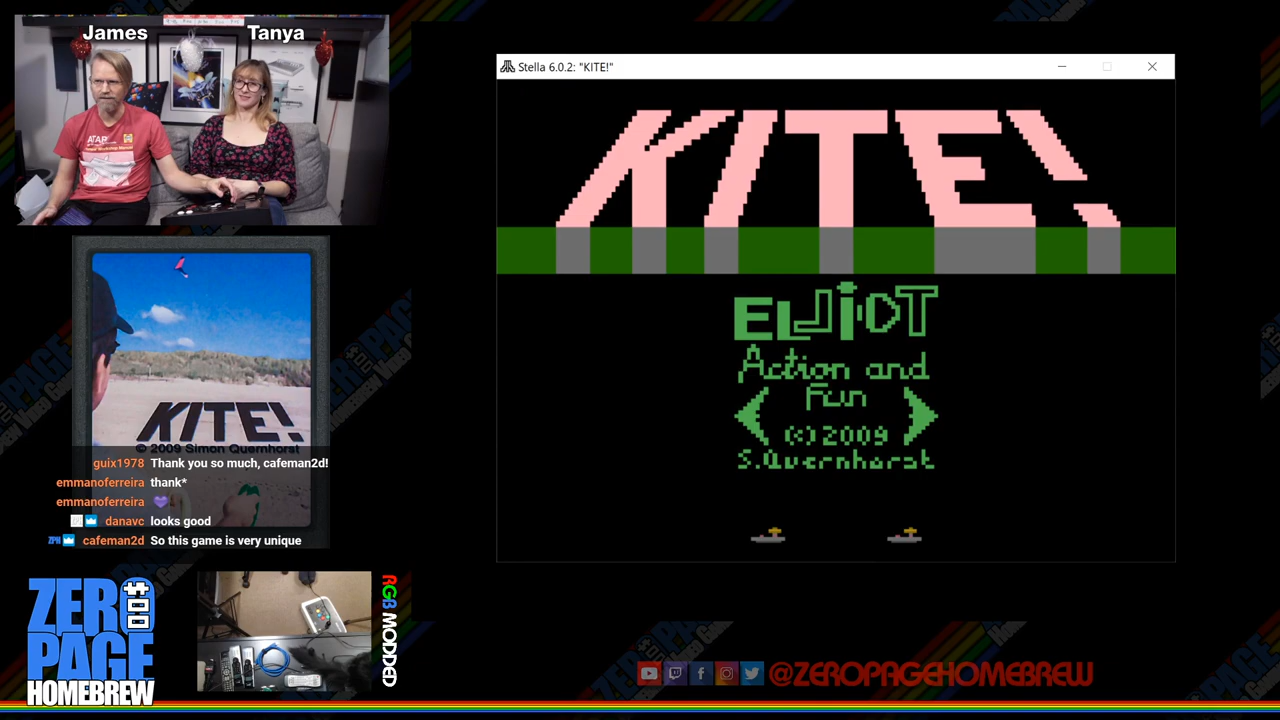 James
Tanya
ATARI
KITE!
© 2009 Simon Quernhorst
guix1978 Thank you so much, cafeman2d!
emmanoferreira thank*
emmanoferreira
danavc looks good
ZPH cafeman2d So this game is very unique
ZERO
PAGE
HOMEBREW
RGB MODDED
Stella 6.0.2: "KITE!"
KITE!
ELLIOT
Action and
Fun
(c) 2009
S.Quernhorst
@ZEROPAGEHOMEBREW